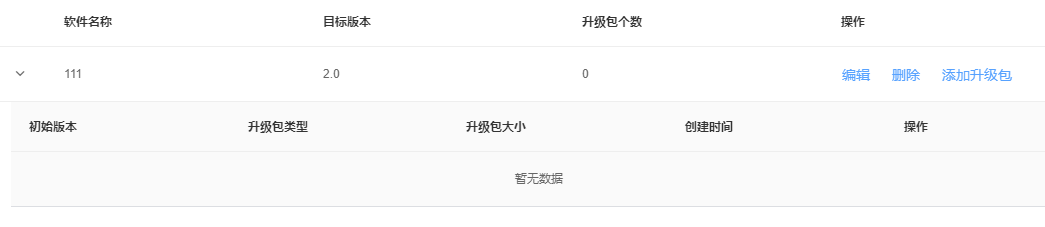 软件名称 目标版本 升级包个数 操作
111 2.0 0 编辑 删除 添加升级包
初始版本 升级包类型 升级包大小 创建时间 操作
暂无数据